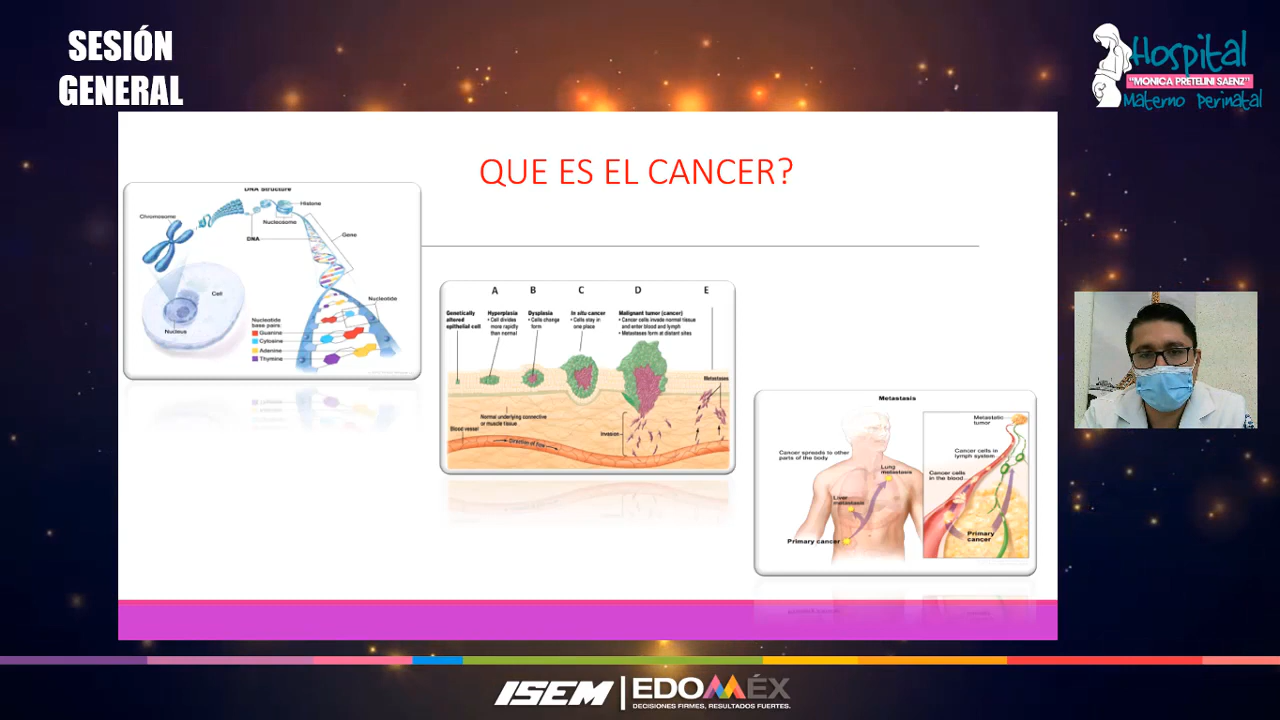 SESIÓN
GENERAL
Hospital
"MONICA PRETELINI SAENZ"
Materno Perinatal
QUE ES EL CANCER?
DNA Structure
Chromosome
Histone
Nucleosome
DNA
Gene
Cell
Nucleus
Nucleotide
Nucleotide
base pairs:
Guanine
Cytosine
Adenine
Thymine
A
B
C
D
E
Genetically
altered
epithelial cell
Hyperplasia
• Cell divides
more rapidly
than normal
Dysplasia
• Cells change
form
In situ cancer
• Cells stay in
one place
Malignant tumor (cancer)
• Cancer cells invade normal tissue
and enter blood and lymph
• Metastases form at distant sites
Metastases
Normal underlying connective
or muscle tissue
Blood vessel
Invasion
Direction of flow
Metastasis
Cancer spreads to other
parts of the body
Lung
metastasis
Liver
metastasis
Primary cancer
Metastatic
tumor
Cancer cells in
lymph system
Cancer cells
in the blood
Primary
cancer
ISEM
EDOMÉX
DECISIONES FIRMES, RESULTADOS FUERTES.